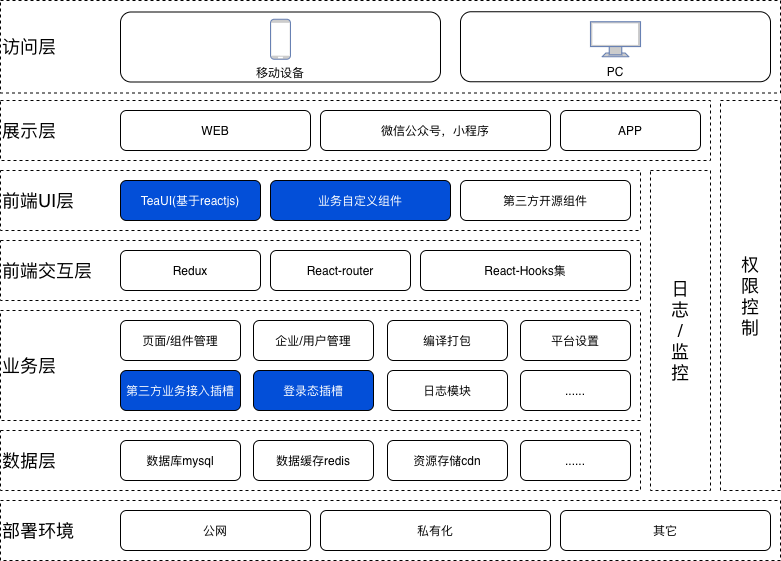 访问层
移动设备
PC
展示层
WEB
微信公众号，小程序
APP
前端UI层
TeaUI(基于reactjs)
业务自定义组件
第三方开源组件
前端交互层
Redux
React-router
React-Hooks集
业务层
页面/组件管理
企业/用户管理
编译打包
平台设置
第三方业务接入插槽
登录态插槽
日志模块
......
数据层
数据库mysql
数据缓存redis
资源存储cdn
......
日志/监控
权限控制
部署环境
公网
私有化
其它